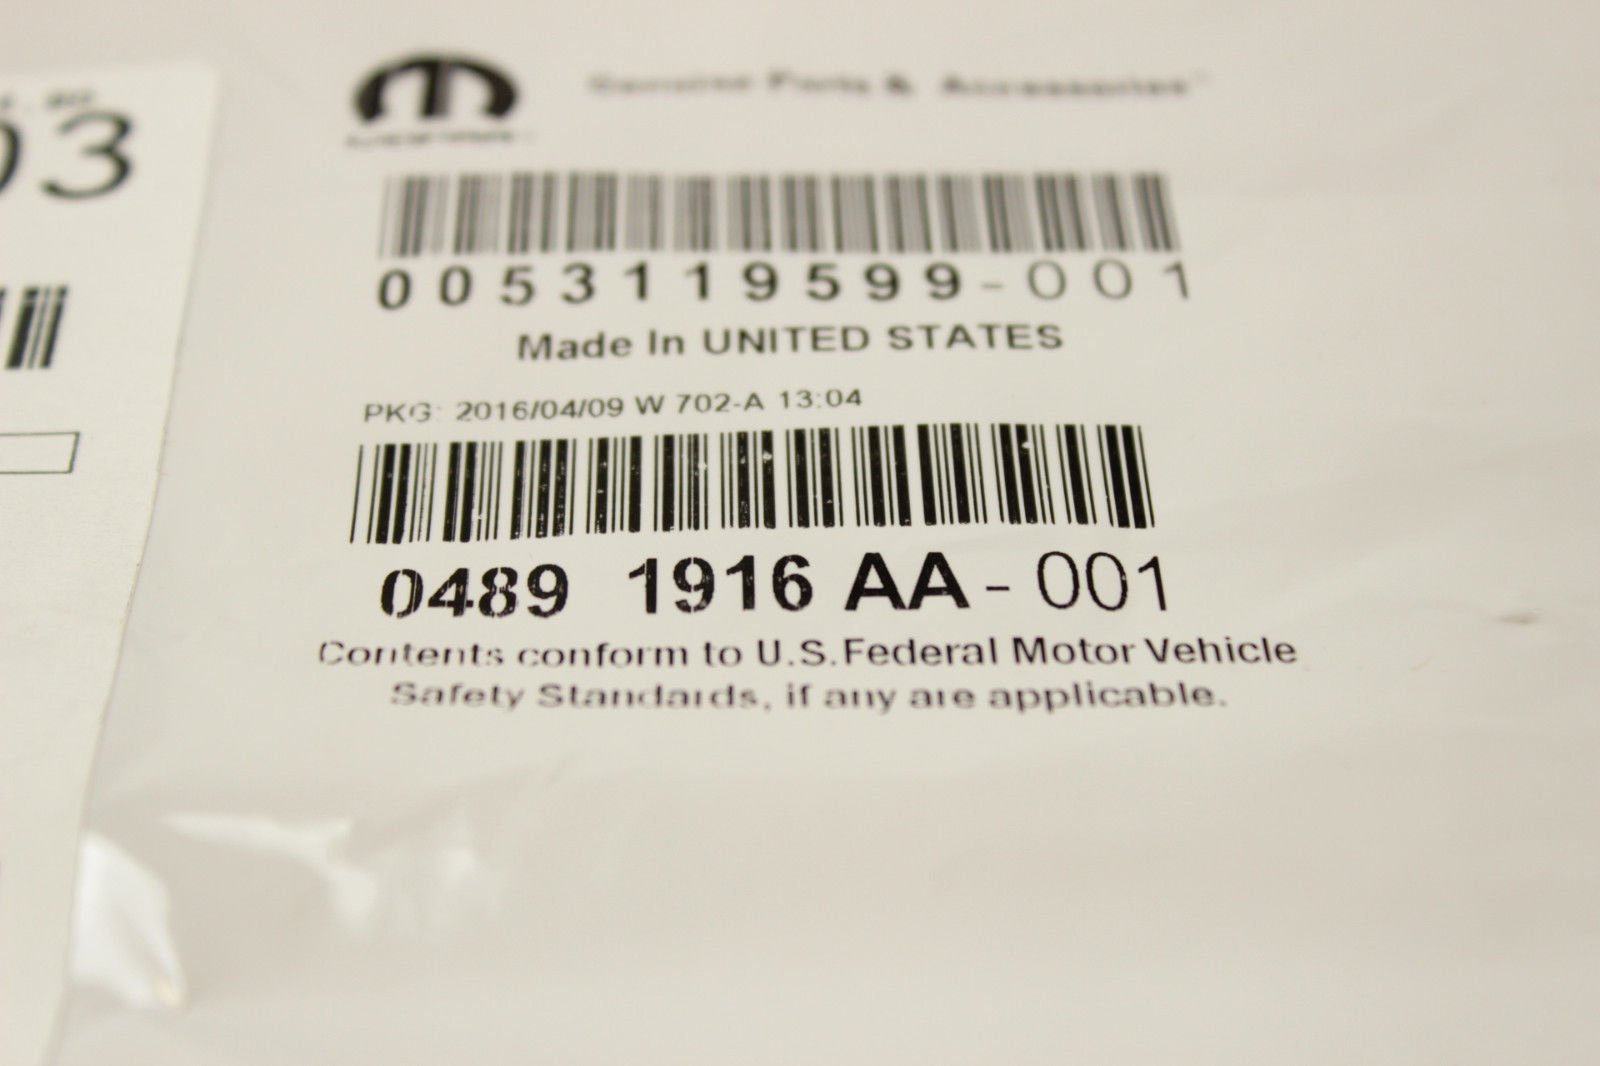 03
Genuine Parts & Accessories
0053119599-001
Made In UNITED STATES
PKG: 2016/04/09 W 702-A 13:04
0489 1916 AA-001
Contents conform to U.S. Federal Motor Vehicle
Safety Standards, if any are applicable.